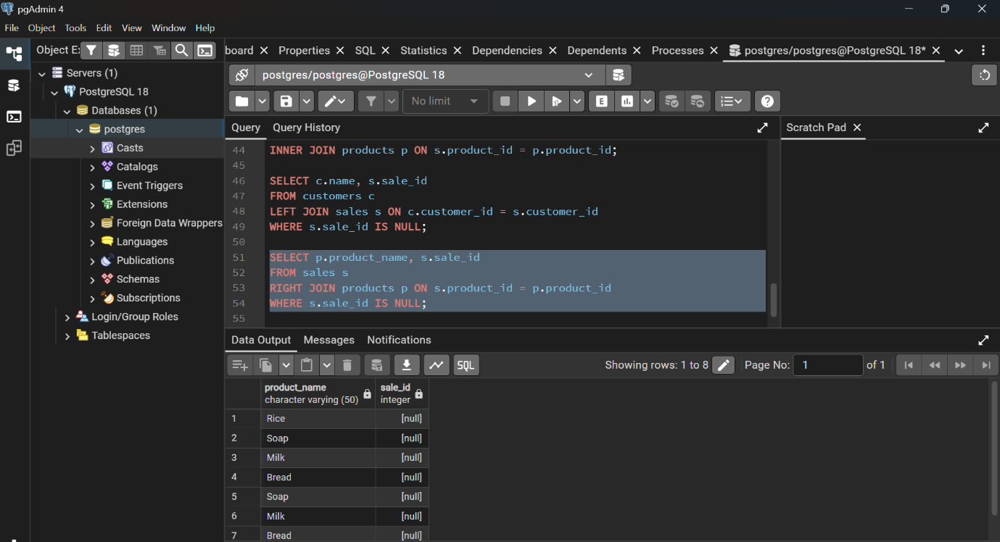 pgAdmin 4
File Object Tools Edit View Window Help
Object E
board Properties SQL Statistics Dependencies Dependents Processes postgres/postgres@PostgreSQL 18*
Servers (1)
PostgreSQL 18
Databases (1)
postgres
Casts
Catalogs
Event Triggers
Extensions
Foreign Data Wrappers
Languages
Publications
Schemas
Subscriptions
Login/Group Roles
Tablespaces
postgres/postgres@PostgreSQL 18
No limit
E
Query Query History
Scratch Pad
44 INNER JOIN products p ON s.product_id = p.product_id;
45
46 SELECT c.name, s.sale_id
47 FROM customers c
48 LEFT JOIN sales s ON c.customer_id = s.customer_id
49 WHERE s.sale_id IS NULL;
50
51 SELECT p.product_name, s.sale_id
52 FROM sales s
53 RIGHT JOIN products p ON s.product_id = p.product_id
54 WHERE s.sale_id IS NULL;
55
Data Output Messages Notifications
SQL Showing rows: 1 to 8 Page No: 1 of 1
product_name sale_id
character varying (50) integer
1 Rice [null]
2 Soap [null]
3 Milk [null]
4 Bread [null]
5 Soap [null]
6 Milk [null]
7 Bread [null]